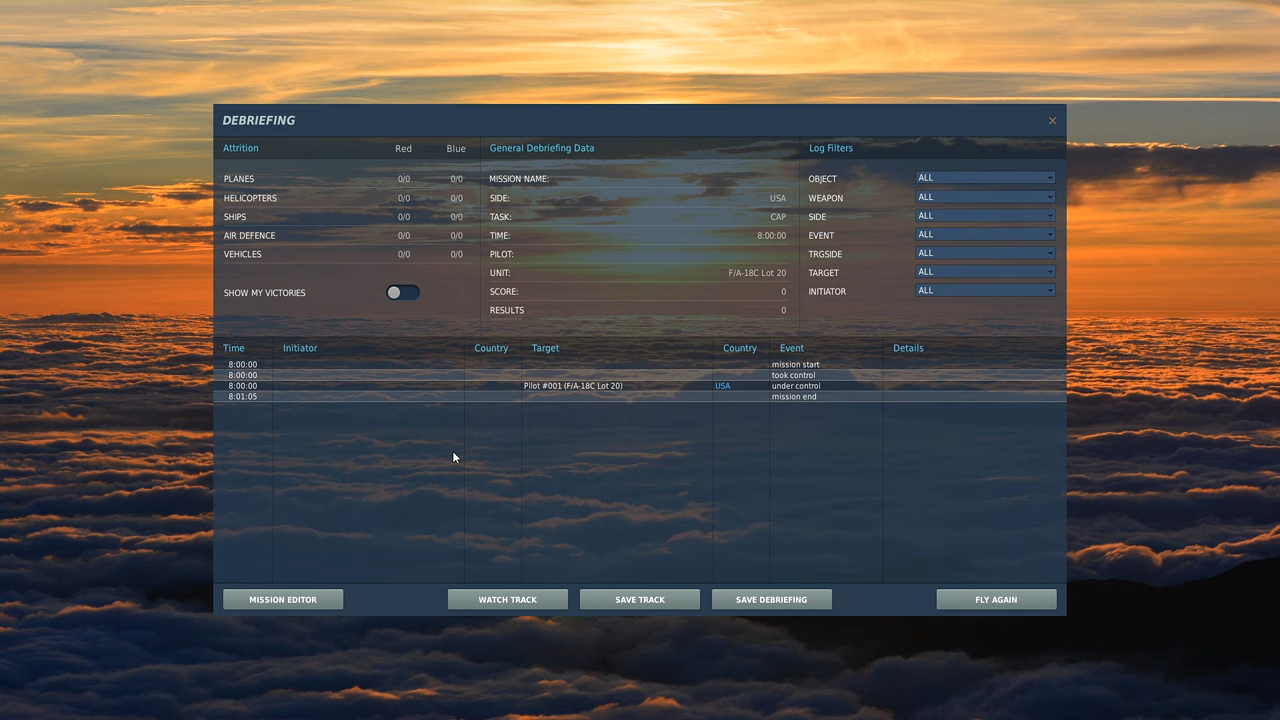 DEBRIEFING
Attrition Red Blue
PLANES 0/0 0/0
HELICOPTERS 0/0 0/0
SHIPS 0/0 0/0
AIR DEFENCE 0/0 0/0
VEHICLES 0/0 0/0
SHOW MY VICTORIES
General Debriefing Data
MISSION NAME:
SIDE: USA
TASK: CAP
TIME: 8:00:00
PILOT:
UNIT: F/A-18C Lot 20
SCORE: 0
RESULTS 0
Log Filters
OBJECT ALL
WEAPON ALL
SIDE ALL
EVENT ALL
TRGSIDE ALL
TARGET ALL
INITIATOR ALL
Time Initiator Country Target Country Event Details
8:00:00 mission start
8:00:00 took control
8:00:00 Pilot #001 (F/A-18C Lot 20) USA under control
8:01:05 mission end
MISSION EDITOR WATCH TRACK SAVE TRACK SAVE DEBRIEFING FLY AGAIN